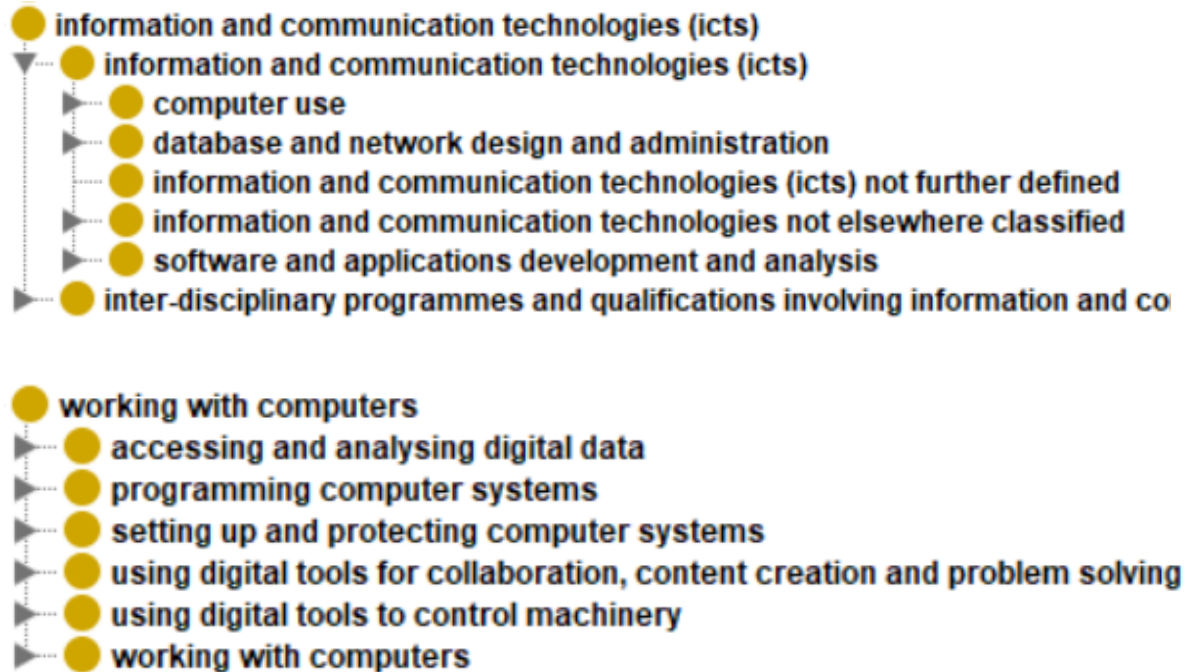 information and communication technologies (icts)
information and communication technologies (icts)
computer use
database and network design and administration
information and communication technologies (icts) not further defined
information and communication technologies not elsewhere classified
software and applications development and analysis
inter-disciplinary programmes and qualifications involving information and co
working with computers
accessing and analysing digital data
programming computer systems
setting up and protecting computer systems
using digital tools for collaboration, content creation and problem solving
using digital tools to control machinery
working with computers